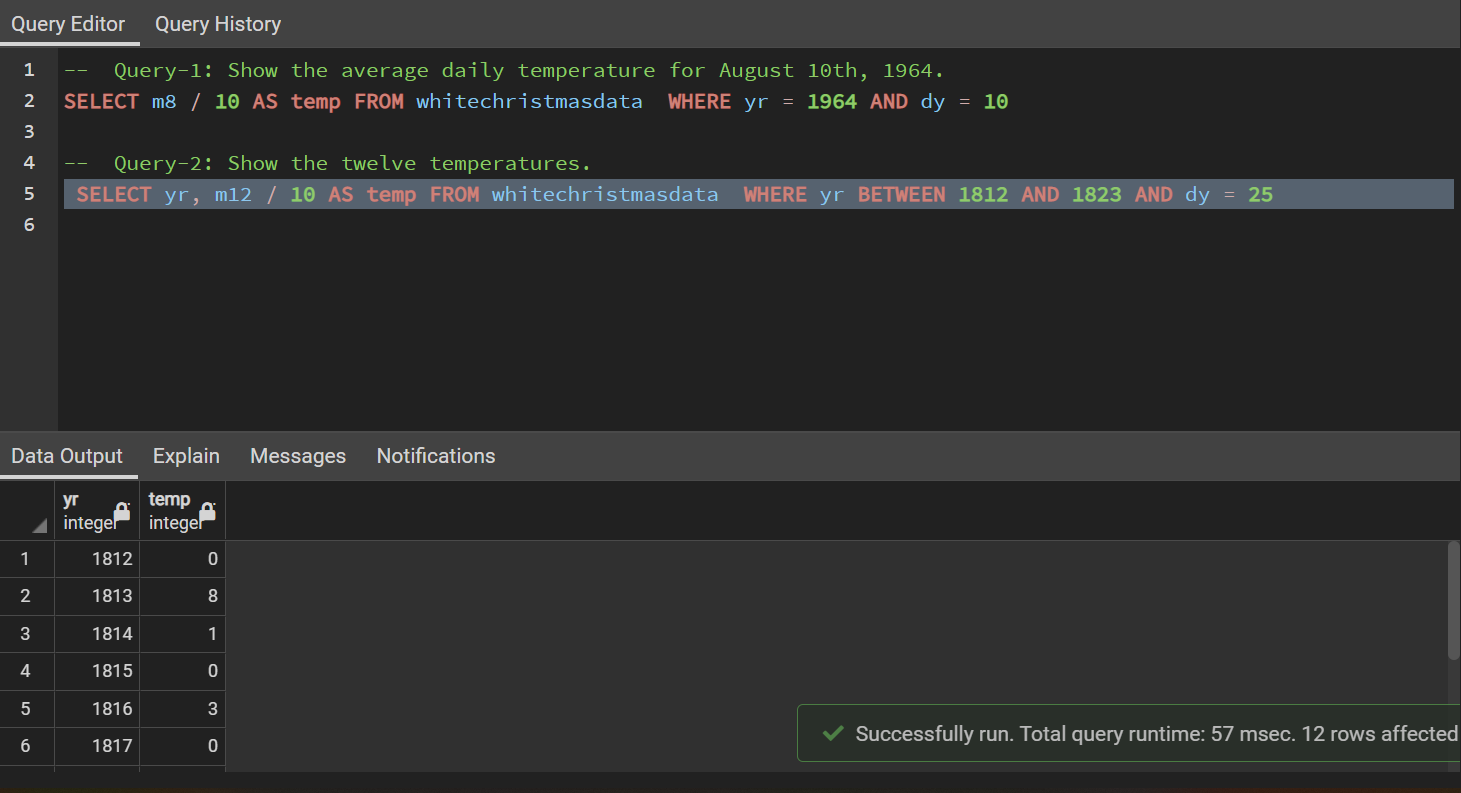 Query Editor Query History
1 -- Query-1: Show the average daily temperature for August 10th, 1964.
2 SELECT m8 / 10 AS temp FROM whitechristmasdata WHERE yr = 1964 AND dy = 10
3
4 -- Query-2: Show the twelve temperatures.
5 SELECT yr, m12 / 10 AS temp FROM whitechristmasdata WHERE yr BETWEEN 1812 AND 1823 AND dy = 25
6
Data Output Explain Messages Notifications
yr temp
integer integer
1 1812 0
2 1813 8
3 1814 1
4 1815 0
5 1816 3
6 1817 0
Successfully run. Total query runtime: 57 msec. 12 rows affected